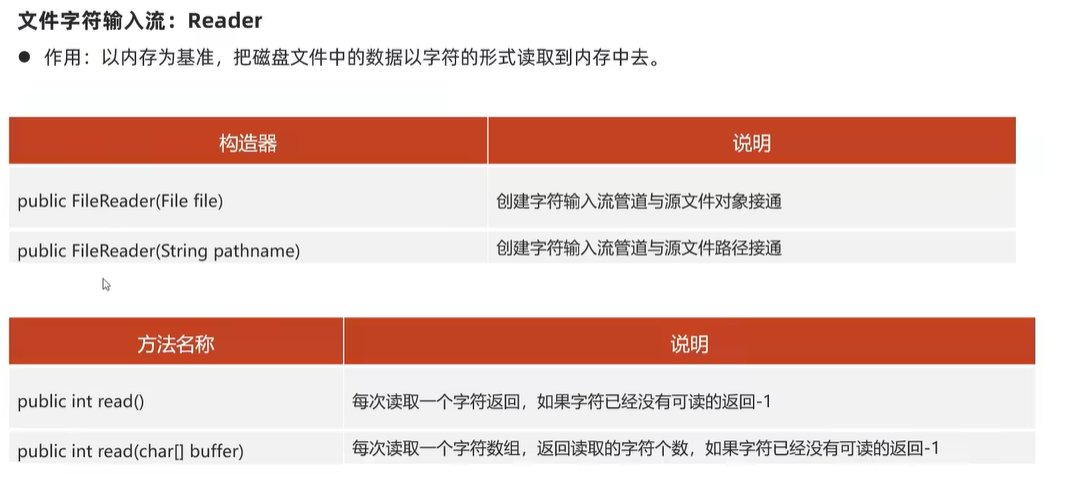 文件字符输入流：Reader
● 作用：以内存为基准，把磁盘文件中的数据以字符的形式读取到内存中去。
构造器 说明
public FileReader(File file) 创建字符输入流管道与源文件对象接通
public FileReader(String pathname) 创建字符输入流管道与源文件路径接通
方法名称 说明
public int read() 每次读取一个字符返回，如果字符已经没有可读的返回-1
public int read(char[] buffer) 每次读取一个字符数组，返回读取的字符个数，如果字符已经没有可读的返回-1